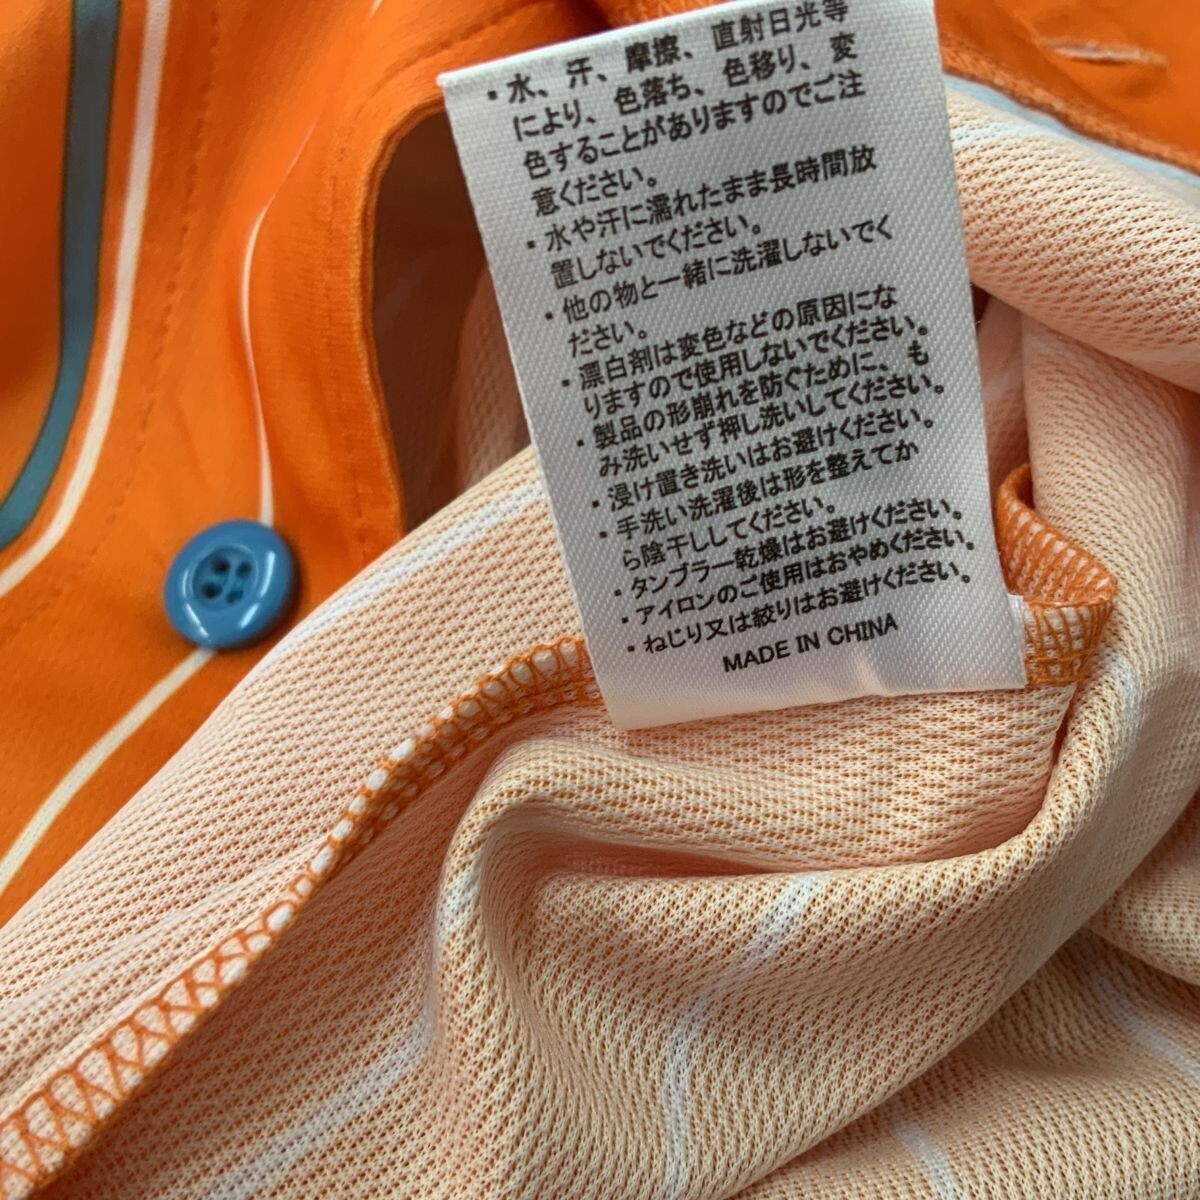 ・水、汗、摩擦、直射日光等
により、色落ち、色移り、変
色することがありますのでご注
意ください。
・水や汗に濡れたまま長時間放
置しないでください。
・他の物と一緒に洗濯しないでく
ださい。
・漂白剤は変色などの原因にな
りますので使用しないでください。
・製品の形崩れを防ぐために、も
み洗いせず押し洗いしてください。
・浸け置き洗いはお避けください。
・手洗い洗濯後は形を整えてか
ら陰干ししてください。
・タンブラー乾燥はお避けください。
・アイロンのご使用はおやめください。
・ねじり又は絞りはお避けください。
MADE IN CHINA